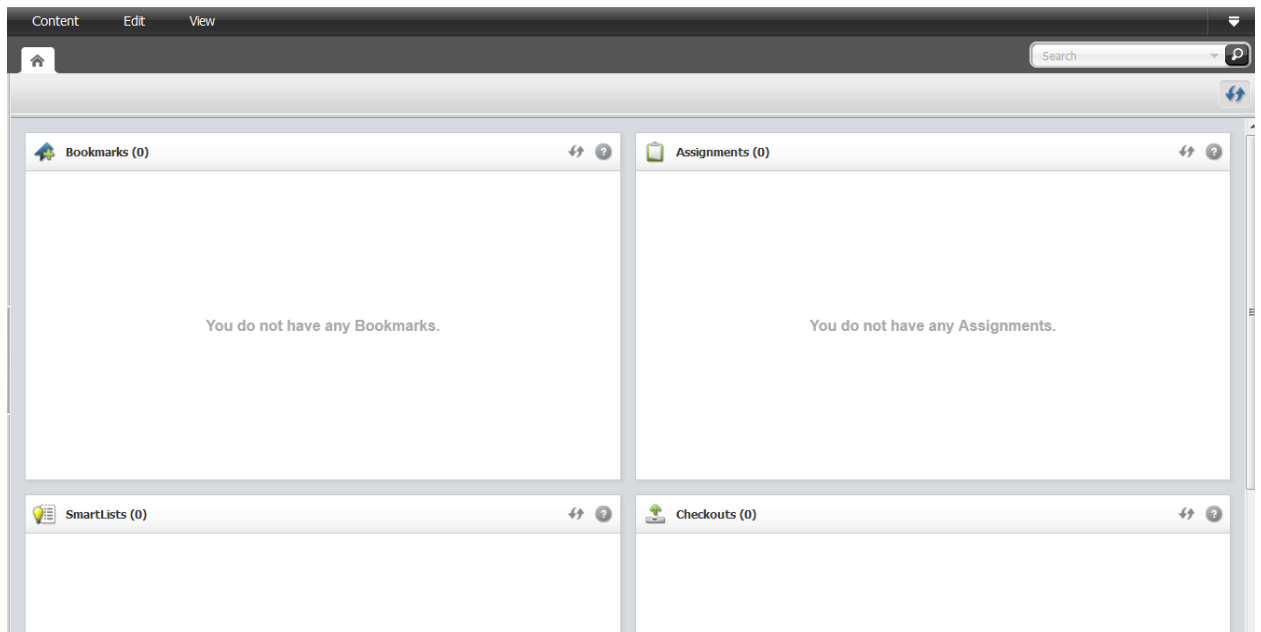 Content Edit View
Search
Bookmarks (0)
Assignments (0)
You do not have any Bookmarks.
You do not have any Assignments.
SmartLists (0)
Checkouts (0)